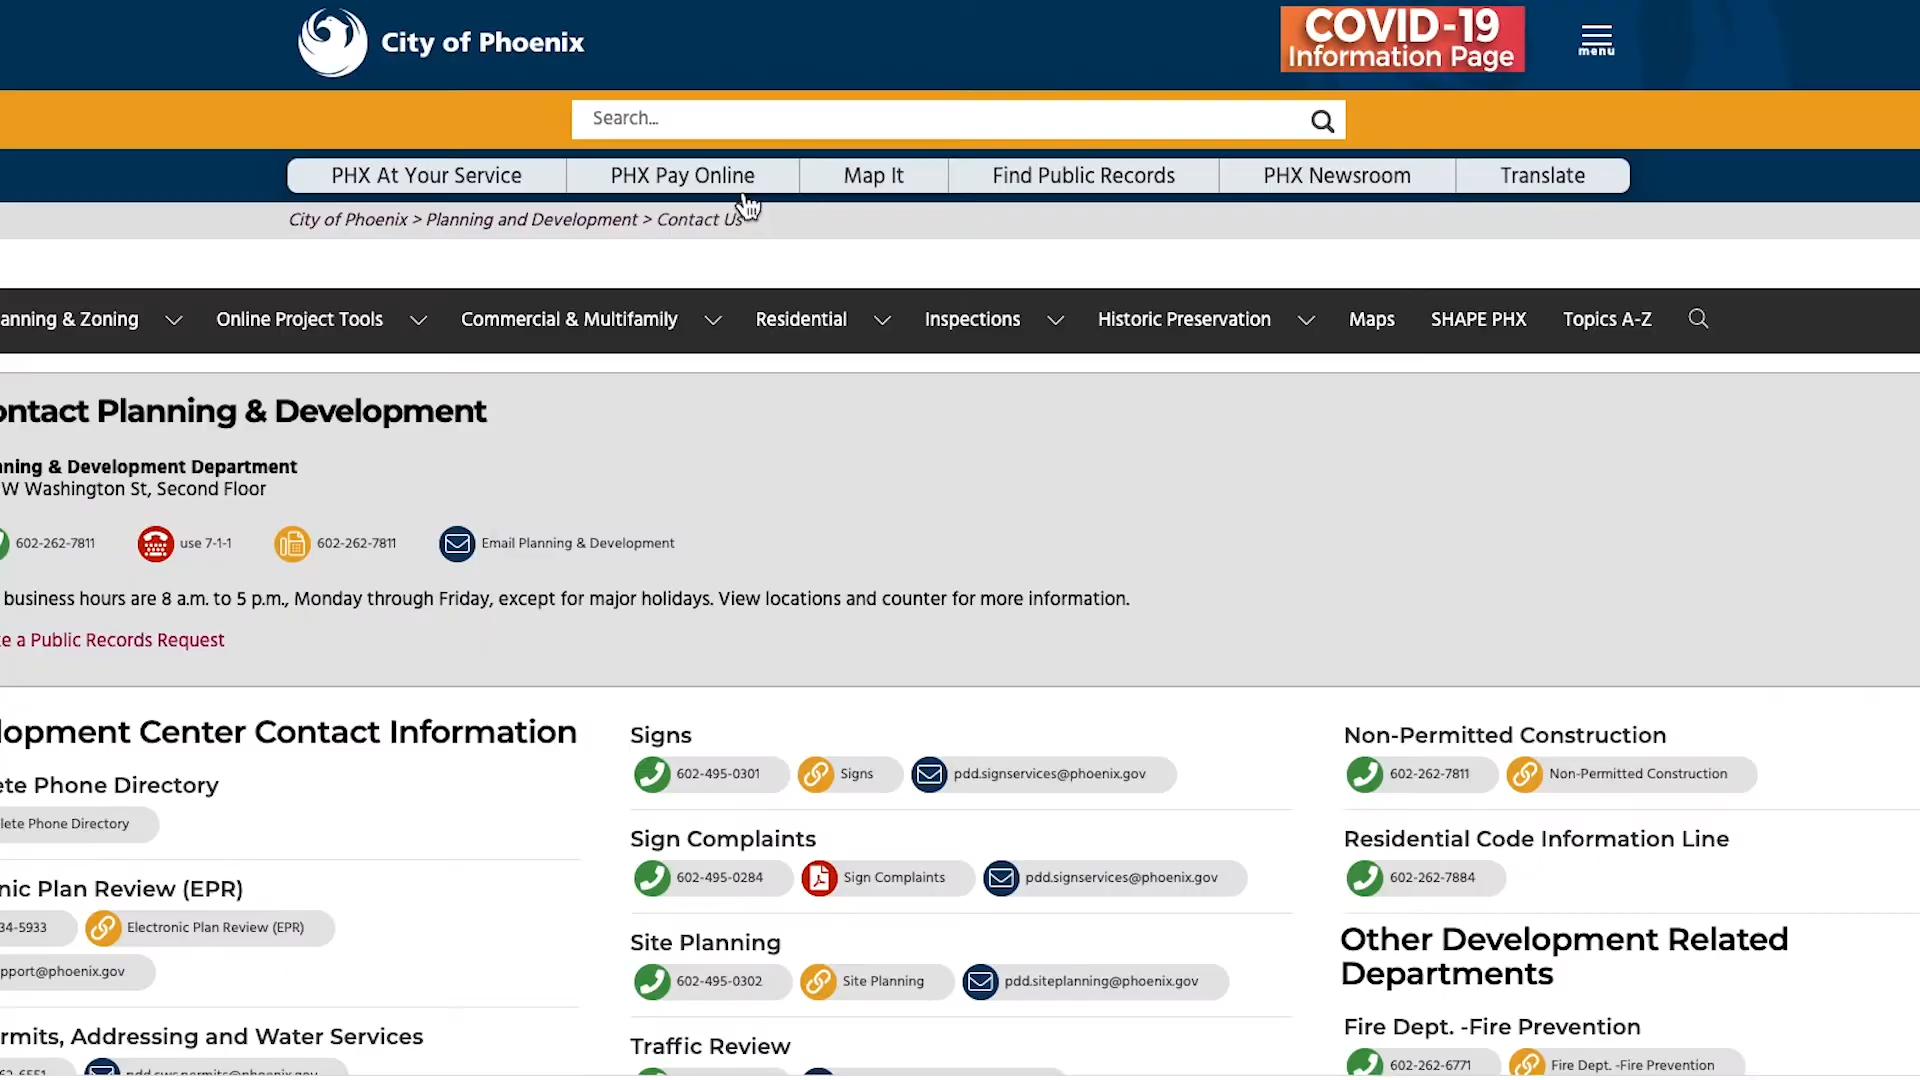 City of Phoenix
COVID-19
Information Page
menu
Search...
PHX At Your Service
PHX Pay Online
Map It
Find Public Records
PHX Newsroom
Translate
City of Phoenix > Planning and Development > Contact Us
anning & Zoning
Online Project Tools
Commercial & Multifamily
Residential
Inspections
Historic Preservation
Maps
SHAPE PHX
Topics A-Z
ontact Planning & Development
nning & Development Department
W Washington St, Second Floor
602-262-7811
use 7-1-1
602-262-7811
Email Planning & Development
business hours are 8 a.m. to 5 p.m., Monday through Friday, except for major holidays. View locations and counter for more information.
e a Public Records Request
lopment Center Contact Information
ete Phone Directory
lete Phone Directory
nic Plan Review (EPR)
34-5933
Electronic Plan Review (EPR)
pport@phoenix.gov
rmits, Addressing and Water Services
62-6551
pdd.sws.permits@phoenix.gov
Signs
602-495-0301
Signs
pdd.signservices@phoenix.gov
Sign Complaints
602-495-0284
Sign Complaints
pdd.signservices@phoenix.gov
Site Planning
602-495-0302
Site Planning
pdd.siteplanning@phoenix.gov
Traffic Review
Non-Permitted Construction
602-262-7811
Non-Permitted Construction
Residential Code Information Line
602-262-7884
Other Development Related
Departments
Fire Dept. -Fire Prevention
602-262-6771
Fire Dept. -Fire Prevention